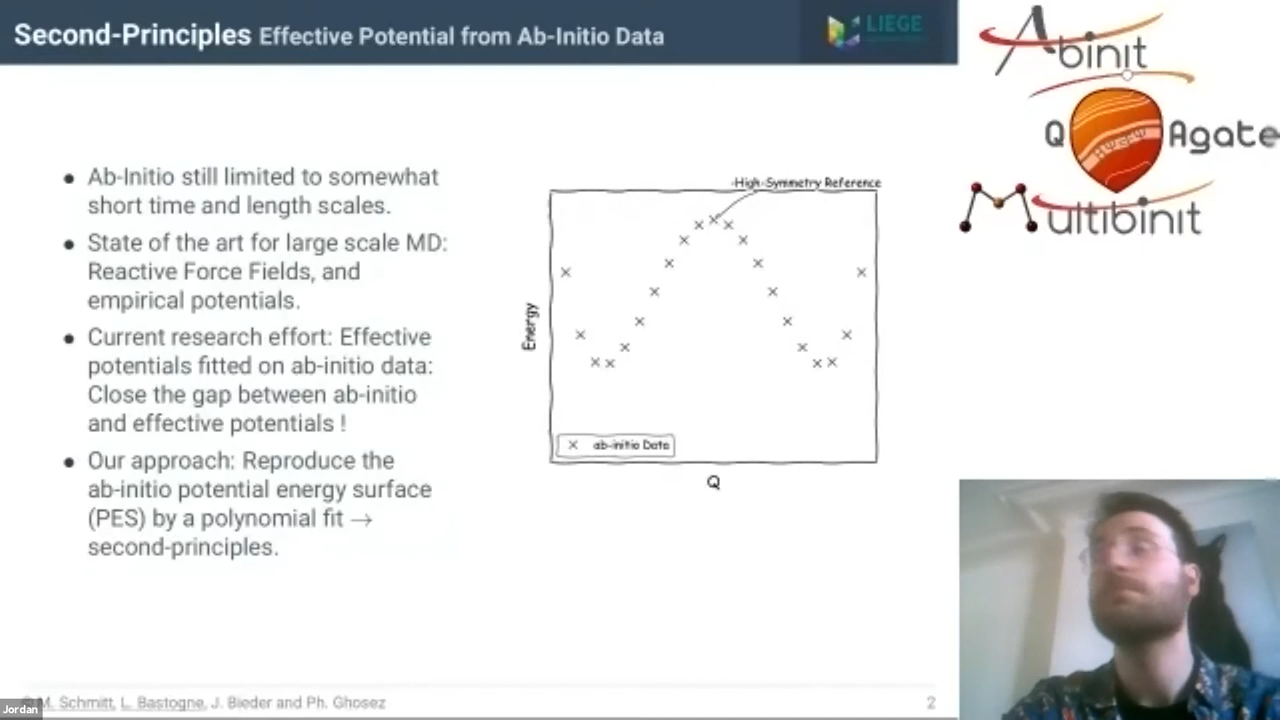 Second-Principles Effective Potential from Ab-Initio Data
LIEGE
Abinit
Q Agate
Multibinit
● Ab-Initio still limited to somewhat
short time and length scales.
● State of the art for large scale MD:
Reactive Force Fields, and
empirical potentials.
● Current research effort: Effective
potentials fitted on ab-initio data:
Close the gap between ab-initio
and effective potentials !
● Our approach: Reproduce the
ab-initio potential energy surface
(PES) by a polynomial fit →
second-principles.
High-Symmetry Reference
Energy
× ab-initio Data
Q
M. Schmitt, L. Bastogne, J. Bieder and Ph. Ghosez
2
Jordan